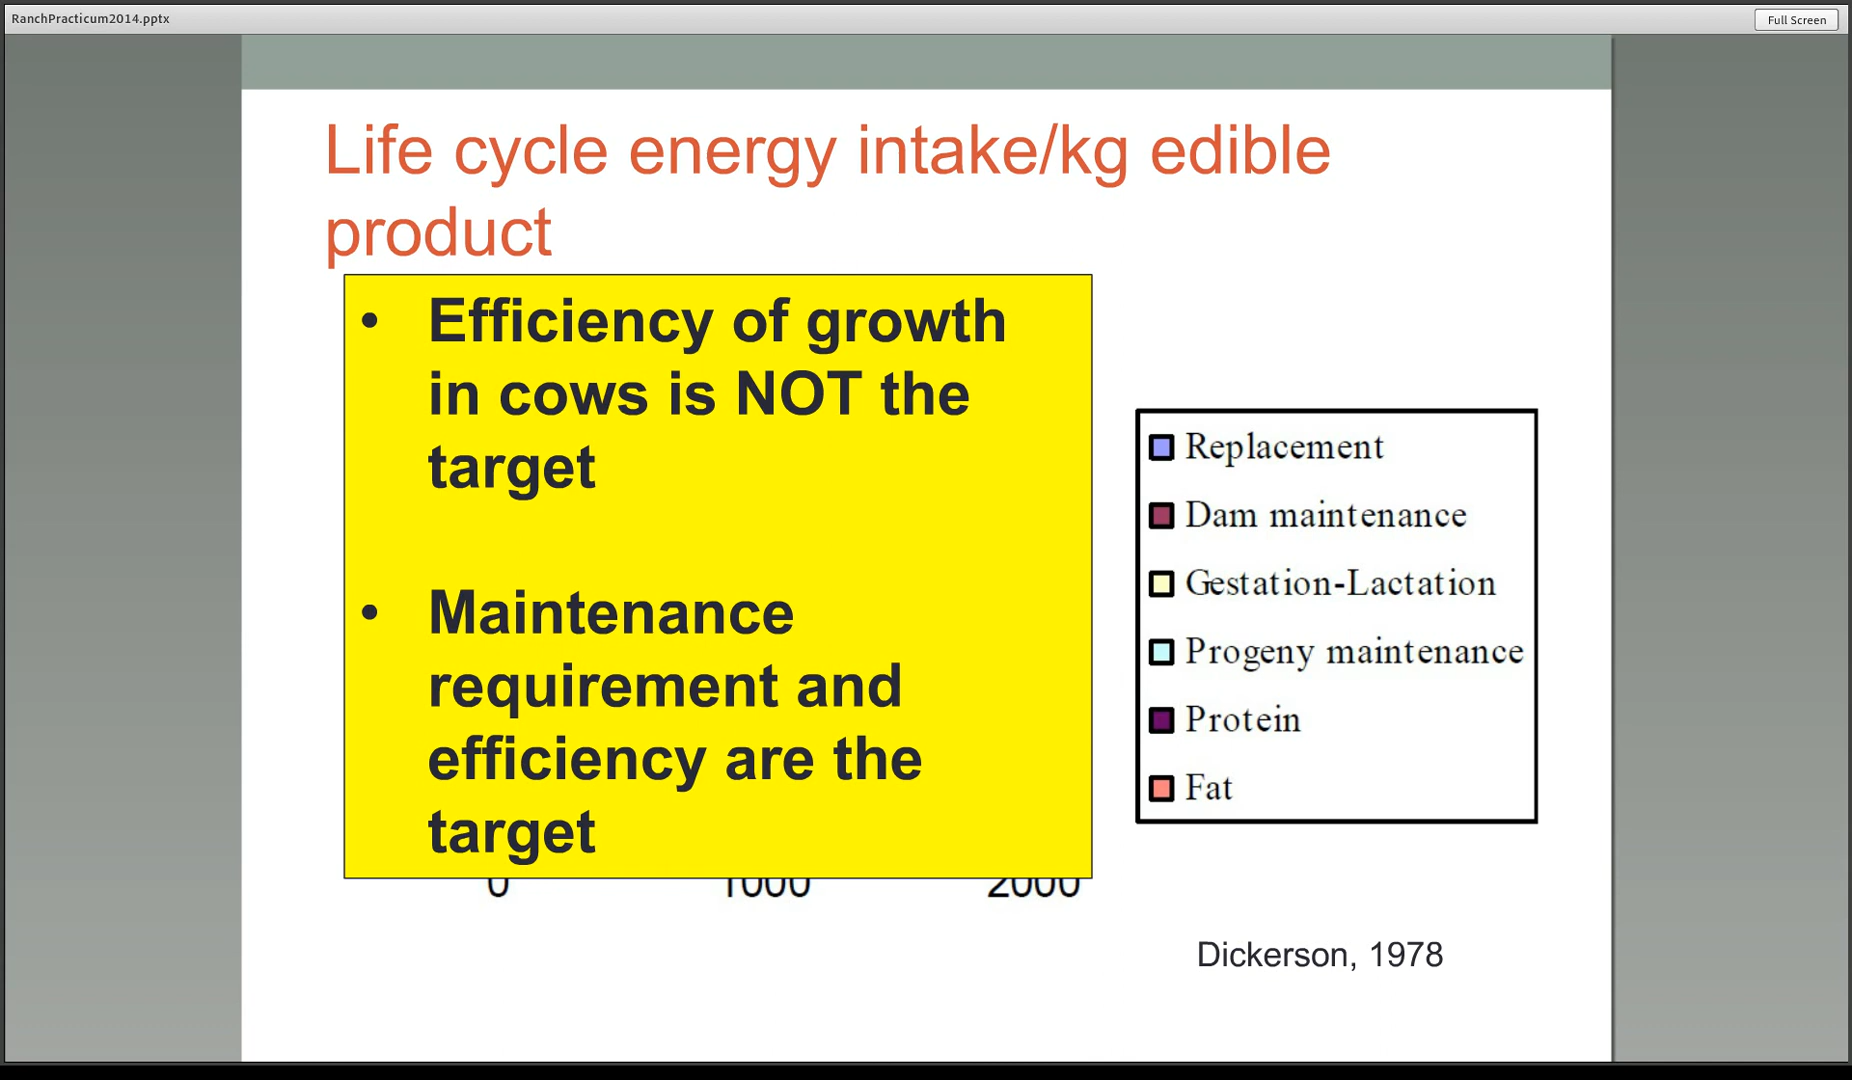 RanchPracticum2014.pptx
Full Screen
Life cycle energy intake/kg edible
product
• Efficiency of growth
in cows is NOT the
target
• Maintenance
requirement and
efficiency are the
target
Replacement
Dam maintenance
Gestation-Lactation
Progeny maintenance
Protein
Fat
0 1000 2000
Dickerson, 1978